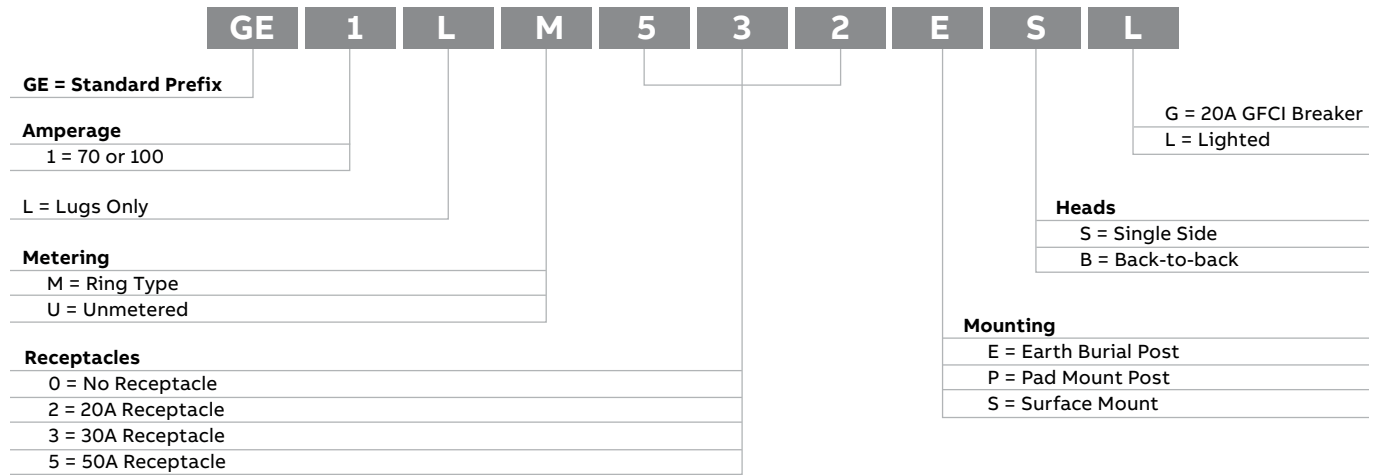 GE 1 L M 5 3 2 E S L
GE = Standard Prefix
Amperage
1 = 70 or 100
L = Lugs Only
Metering
M = Ring Type
U = Unmetered
Receptacles
0 = No Receptacle
2 = 20A Receptacle
3 = 30A Receptacle
5 = 50A Receptacle
G = 20A GFCI Breaker
L = Lighted
Heads
S = Single Side
B = Back-to-back
Mounting
E = Earth Burial Post
P = Pad Mount Post
S = Surface Mount